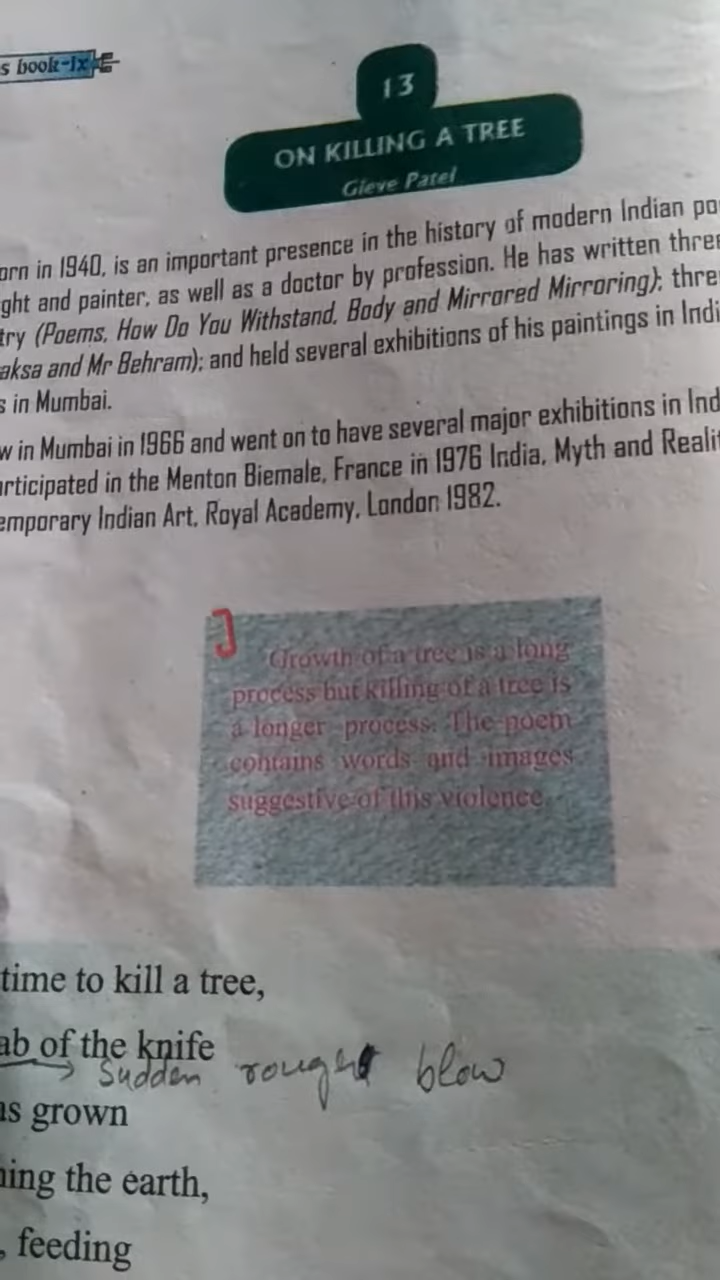 s book-ix
13
ON KILLING A TREE
Gieve Patel
orn in 1940, is an important presence in the history of modern Indian po
ght and painter, as well as a doctor by profession. He has written three
try (Poems, How Do You Withstand, Body and Mirrored Mirroring); three
aksa and Mr Behram); and held several exhibitions of his paintings in Indi
s in Mumbai.
w in Mumbai in 1966 and went on to have several major exhibitions in Ind
articipated in the Menton Biemale, France in 1976 India, Myth and Realit
emporary Indian Art, Royal Academy, London 1982.
Growth of a tree is a long
process but killing of a tree is
a longer process. The poem
contains words and images
suggestive of this violence.
time to kill a tree,
ab of the knife
sudden rough blow
as grown
ming the earth,
, feeding